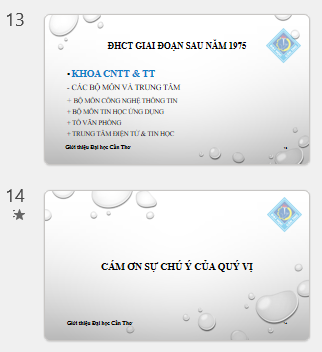 13
ĐHCT GIAI ĐOẠN SAU NĂM 1975
• KHOA CNTT & TT
- CÁC BỘ MÔN VÀ TRUNG TÂM
+ BỘ MÔN CÔNG NGHỆ THÔNG TIN
+ BỘ MÔN TIN HỌC ỨNG DỤNG
+ TỔ VĂN PHÒNG
+ TRUNG TÂM ĐIỆN TỬ & TIN HỌC
Giới thiệu Đại học Cần Thơ
14
CÁM ƠN SỰ CHÚ Ý CỦA QUÝ VỊ
Giới thiệu Đại học Cần Thơ